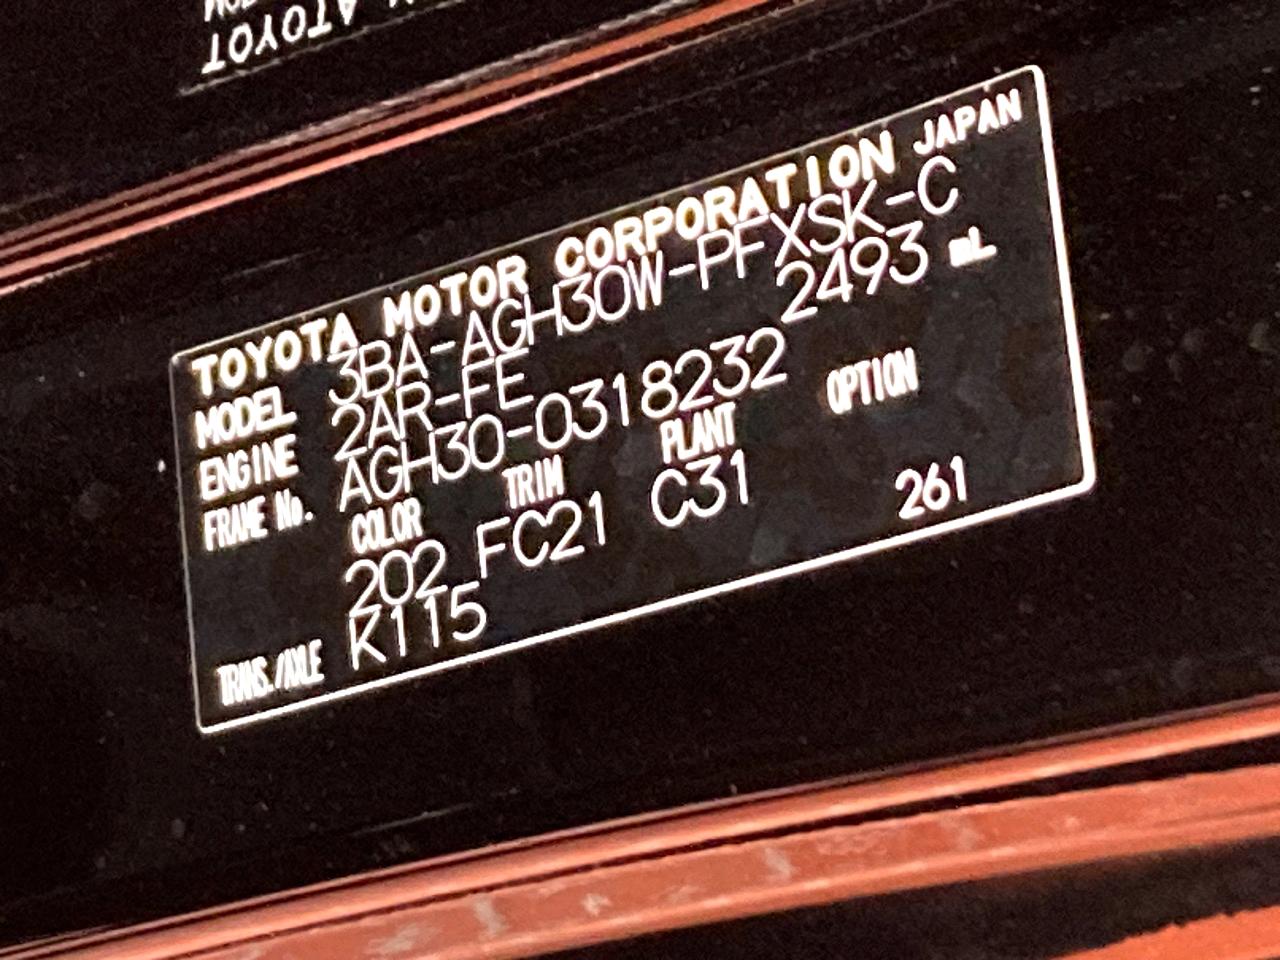 TOYOTA MOTOR CORPORATION JAPAN
MODEL 3BA-AGH30W-PFXSK-C
ENGINE 2AR-FE 2493 mL
FRAME No. AGH30-0318232
COLOR TRIM PLANT OPTION
202 FC21 C31 261
TRANS./AXLE K115